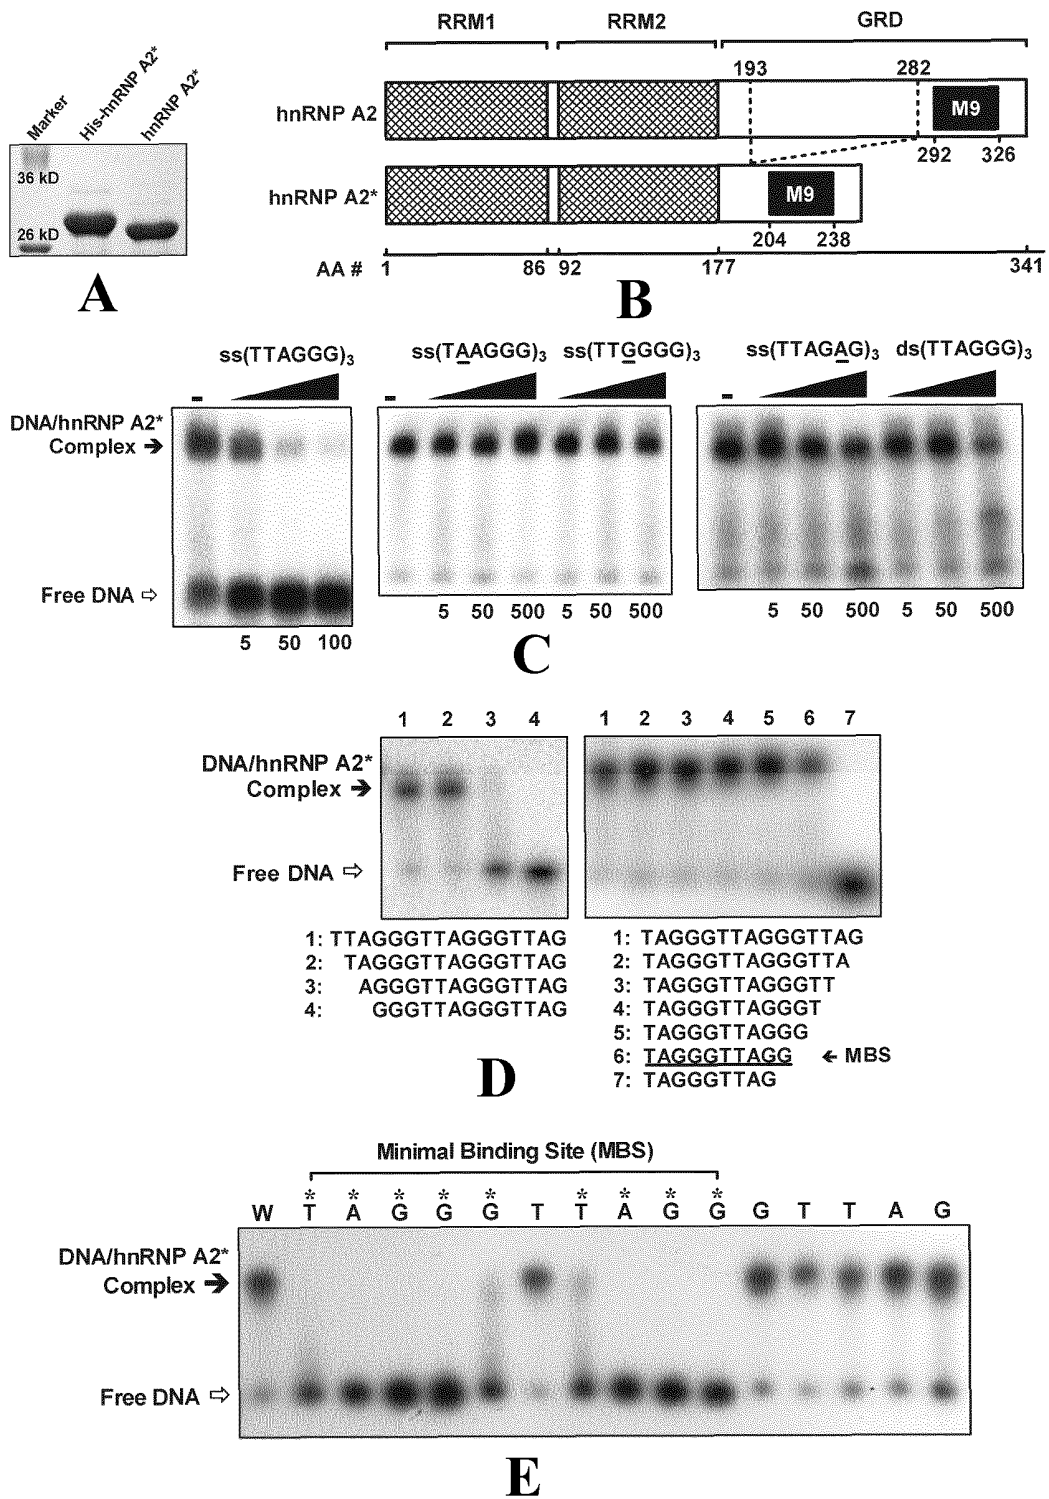 Marker
His-hnRNP A2*
hnRNP A2*
36 kD
26 kD
A
RRM1 RRM2 GRD
193 282
hnRNP A2
M9
292 326
hnRNP A2*
M9
204 238
AA # 1 86 92 177 341
B
ss(TTAGGG)3 ss(TAAGGG)3 ss(TTGGGG)3 ss(TTAGAG)3 ds(TTAGGG)3
- - -
DNA/hnRNP A2*
Complex →
Free DNA ⇨
5 50 100
5 50 500 5 50 500
5 50 500 5 50 500
C
1 2 3 4 1 2 3 4 5 6 7
DNA/hnRNP A2*
Complex →
Free DNA ⇨
1: TTAGGGTTAGGGTTAG
2: TAGGGTTAGGGTTAG
3: AGGGTTAGGGTTAG
4: GGGTTAGGGTTAG
1: TAGGGTTAGGGTTAG
2: TAGGGTTAGGGTTA
3: TAGGGTTAGGGTT
4: TAGGGTTAGGGT
5: TAGGGTTAGGG
6: TAGGGTTAGG ← MBS
7: TAGGGTTAG
D
Minimal Binding Site (MBS)
* * * * * * * * *
W T A G G G T T A G G G T T A G
DNA/hnRNP A2*
Complex →
Free DNA ⇨
E